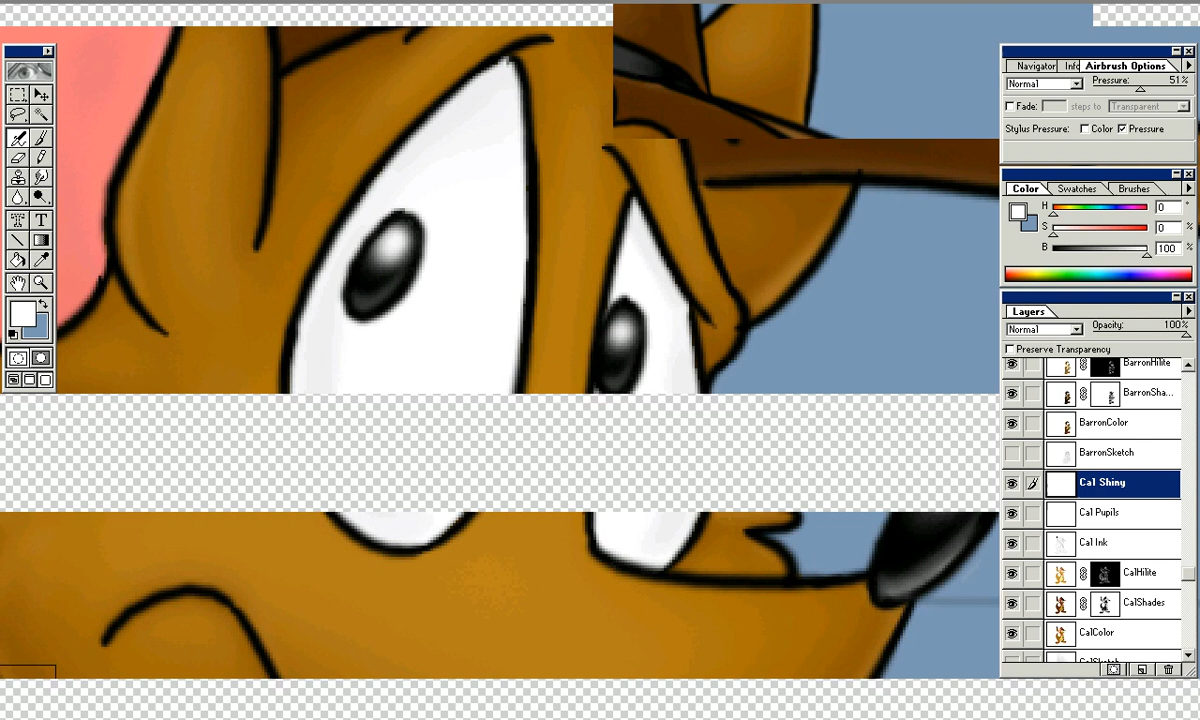 Navigator Info Airbrush Options
Normal Pressure: 51 %
Fade: steps to Transparent
Stylus Pressure: Color Pressure
Color Swatches Brushes
H 0 °
S 0 %
B 100 %
Layers
Normal Opacity: 100%
Preserve Transparency
BarronHilite
BarronSha...
BarronColor
BarronSketch
Cal Shiny
Cal Pupils
Cal Ink
CalHilite
CalShades
CalColor
CalSketch
T T